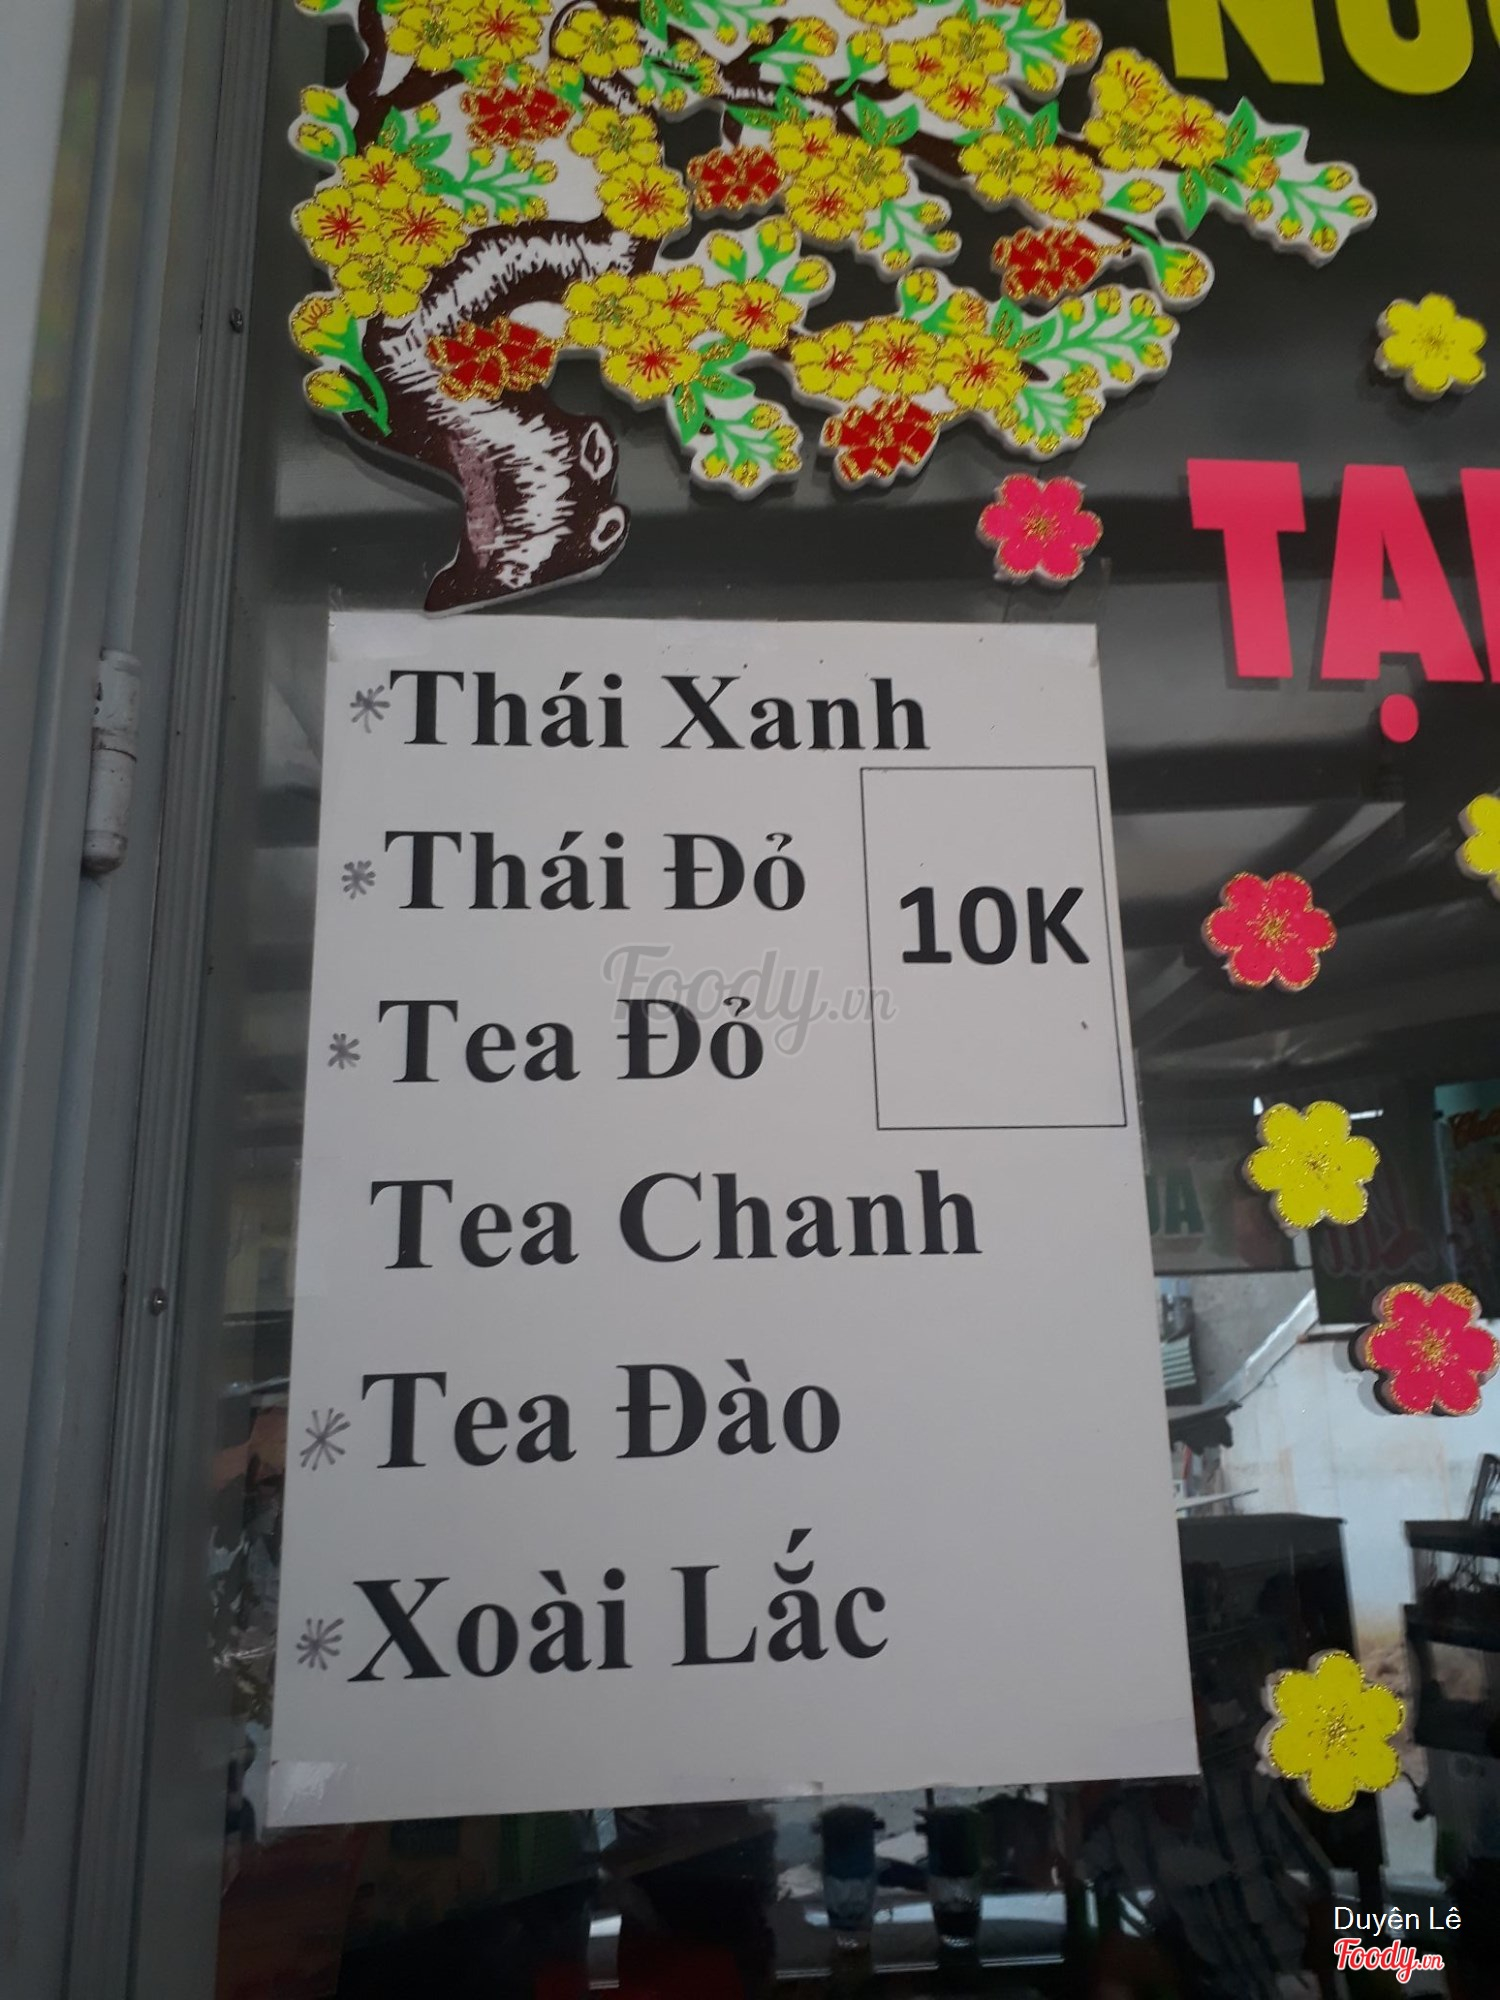 *Thái Xanh
*Thái Đỏ
10K
*Tea Đỏ
Tea Chanh
*Tea Đào
*Xoài Lắc
Foody.vn
Duyên Lê
Foody.vn